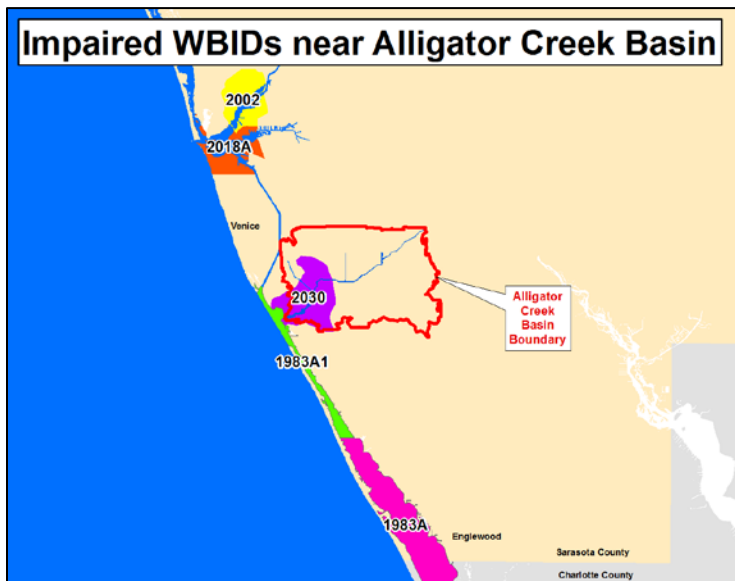 Impaired WBIDs near Alligator Creek Basin
2002
2018A
Venice
2030
Alligator
Creek
Basin
Boundary
1983A1
1983A
Englewood
Sarasota County
Charlotte County